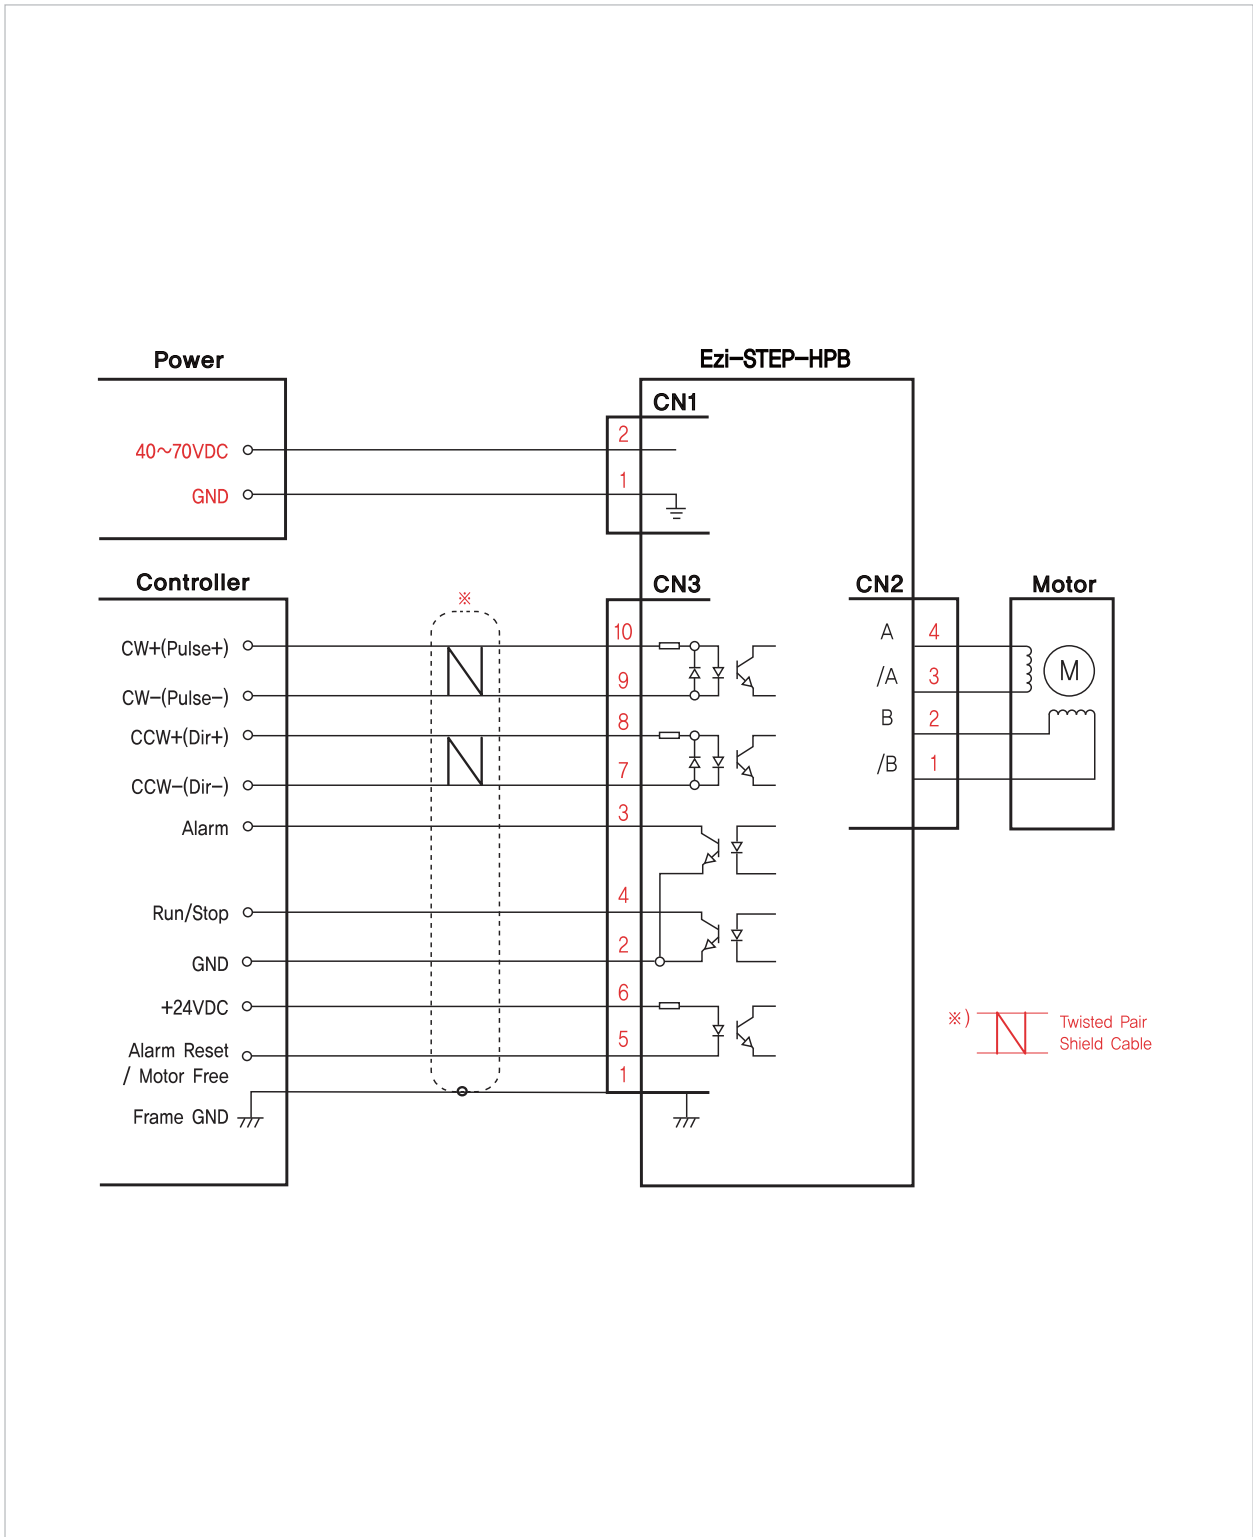 Power
40~70VDC
GND
Ezi-STEP-HPB
CN1
2
1
Controller
※
CW+(Pulse+)
CW-(Pulse-)
CCW+(Dir+)
CCW-(Dir-)
Alarm
Run/Stop
GND
+24VDC
Alarm Reset
/ Motor Free
Frame GND
CN3
10
9
8
7
3
4
2
6
5
1
CN2
A
/A
B
/B
4
3
2
1
Motor
M
※)
Twisted Pair
Shield Cable